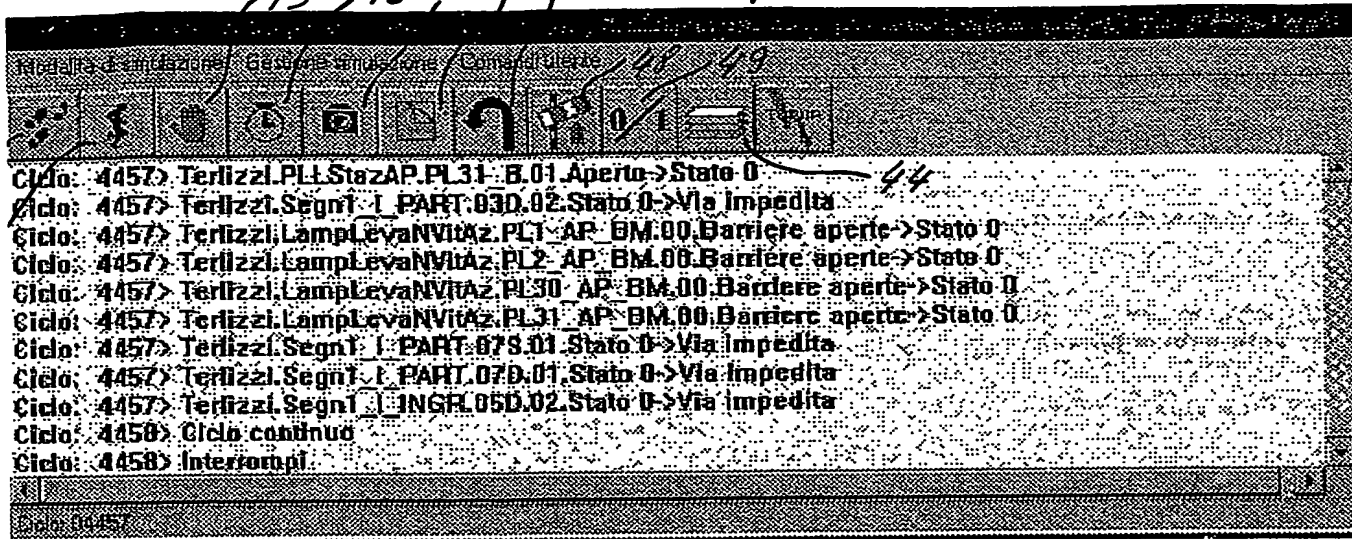 48 49
Modalità di simulazione Gestione simulazione Comandi utente
0/1
44
Ciclo: 4457> Terlizzi.PLLStazAP.PL31_B.01.Aperto->Stato 0
Ciclo: 4457> Terlizzi.Segn1_I_PART.03D.02.Stato 0->Via Impedita
Ciclo: 4457> Terlizzi.LampLevaNVitAz.PL1_AP_BM.00.Barriere aperte->Stato 0
Ciclo: 4457> Terlizzi.LampLevaNVitAz.PL2_AP_BM.00.Barriere aperte->Stato 0
Ciclo: 4457> Terlizzi.LampLevaNVitAz.PL30_AP_BM.00.Barriere aperte->Stato 0
Ciclo: 4457> Terlizzi.LampLevaNVitAz.PL31_AP_BM.00.Barriere aperte->Stato 0
Ciclo: 4457> Terlizzi.Segn1_I_PART.07S.01.Stato 0->Via Impedita
Ciclo: 4457> Terlizzi.Segn1_I_PART.07D.01.Stato 0->Via Impedita
Ciclo: 4457> Terlizzi.Segn1_I_INGR.05D.02.Stato 0->Via Impedita
Ciclo: 4458> Ciclo continuo
Ciclo: 4458> Interrompi
Ciclo: 04457